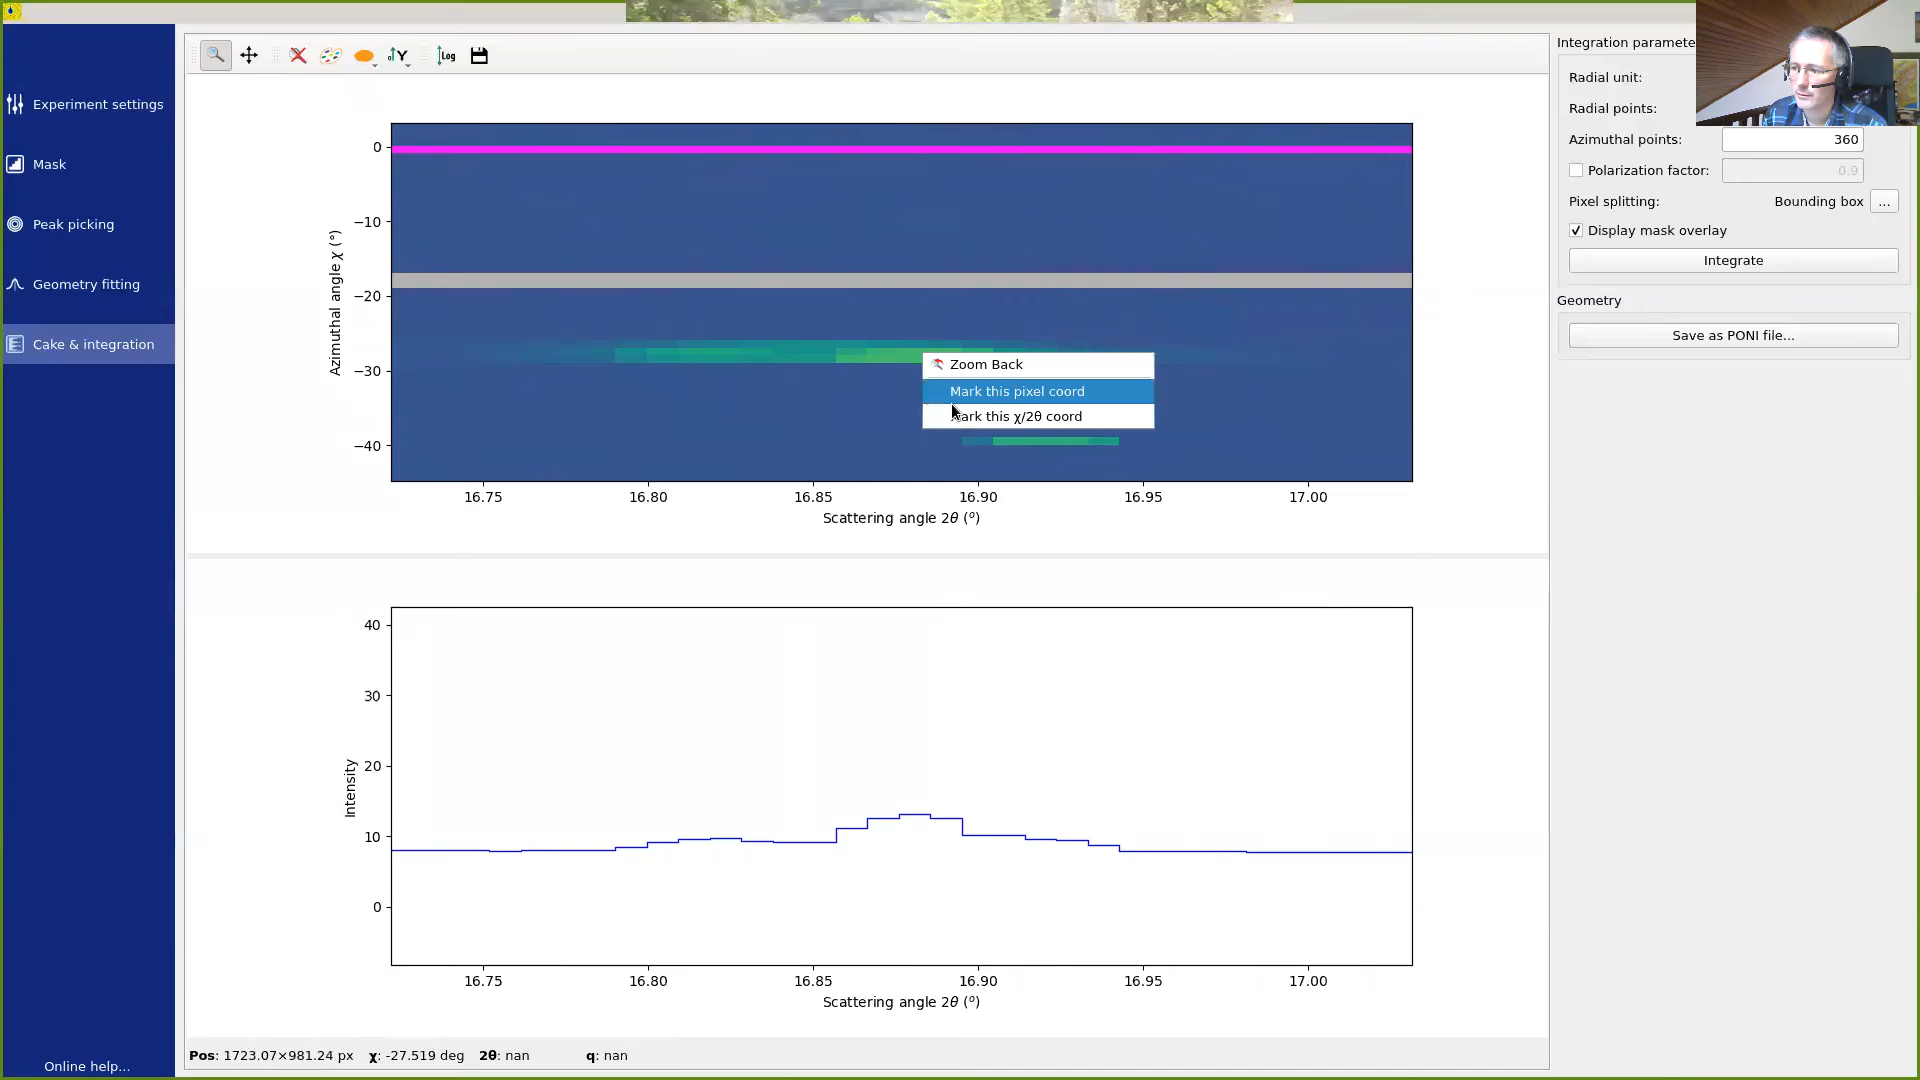 Experiment settings
Mask
Peak picking
Geometry fitting
Cake & integration
Online help...
Y
Log
0
−10
−20
−30
−40
Azimuthal angle χ (°)
16.75 16.80 16.85 16.90 16.95 17.00
Scattering angle 2θ (°)
Zoom Back
Mark this pixel coord
ark this χ/2θ coord
40
30
20
10
0
Intensity
16.75 16.80 16.85 16.90 16.95 17.00
Scattering angle 2θ (°)
Pos: 1723.07×981.24 px χ: -27.519 deg 2θ: nan q: nan
Integration paramete
Radial unit:
Radial points:
Azimuthal points: 360
Polarization factor: 0.9
Pixel splitting: Bounding box ...
Display mask overlay
Integrate
Geometry
Save as PONI file...